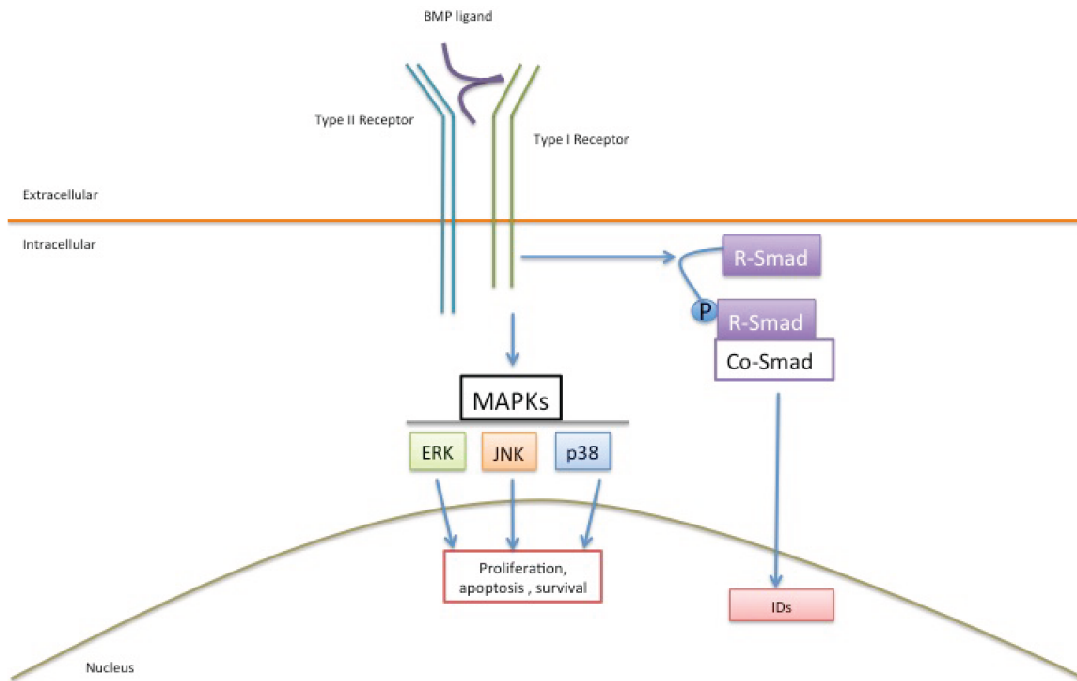 BMP ligand
Type II Receptor
Type I Receptor
Extracellular
Intracellular
R-Smad
P
R-Smad
Co-Smad
MAPKs
ERK
JNK
p38
Proliferation,
apoptosis , survival
IDs
Nucleus